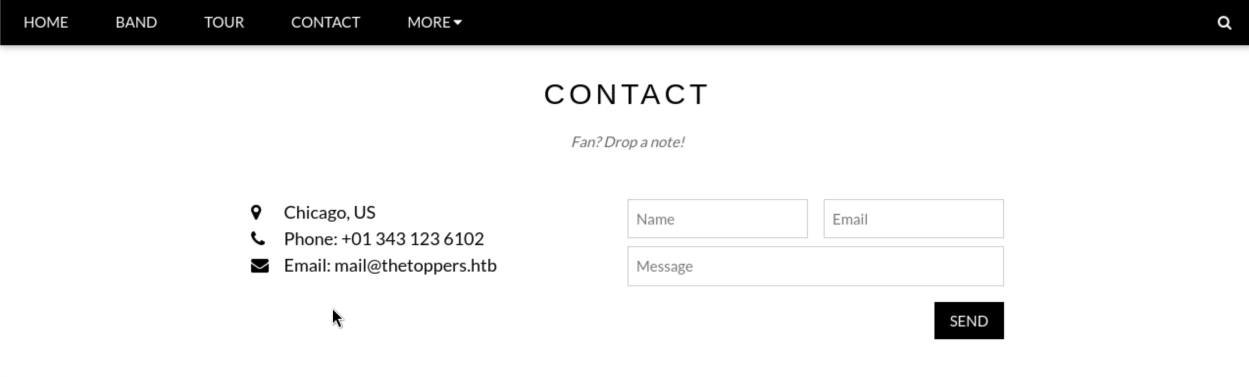 HOME BAND TOUR CONTACT MORE
CONTACT
Fan? Drop a note!
Chicago, US
Phone: +01 343 123 6102
Email: mail@thetoppers.htb
Name Email
Message
SEND